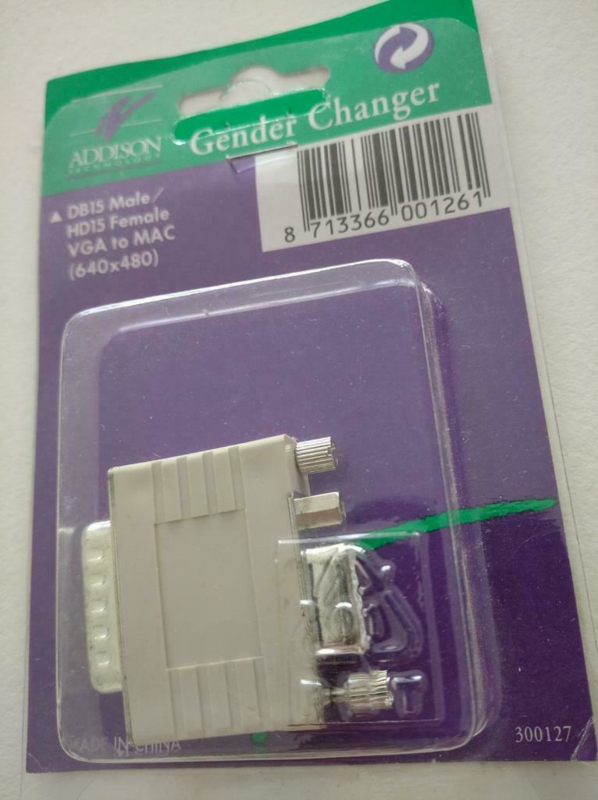 Gender Changer
ADDISON
TECHNOLOGY
▲ DB15 Male/
HD15 Female
VGA to MAC
(640x480)
8 713366 001261
MADE IN CHINA
300127